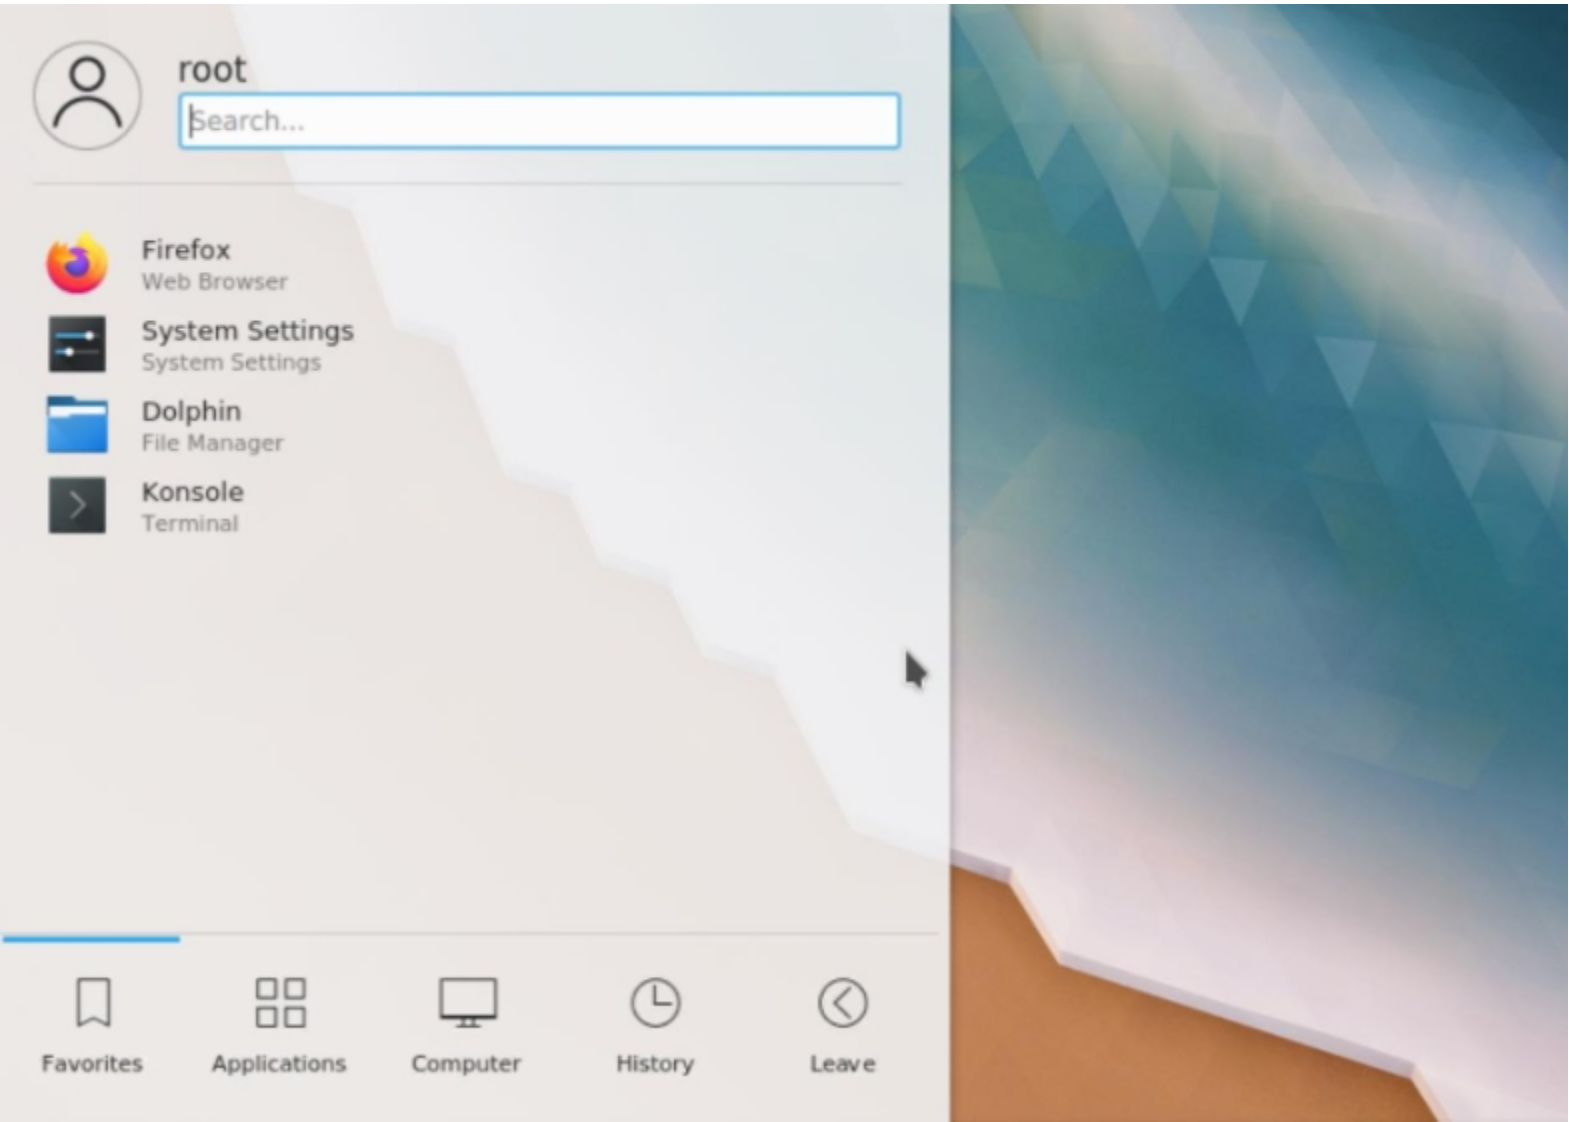 root
Search...
Firefox
Web Browser
System Settings
System Settings
Dolphin
File Manager
Konsole
Terminal
Favorites
Applications
Computer
History
Leave